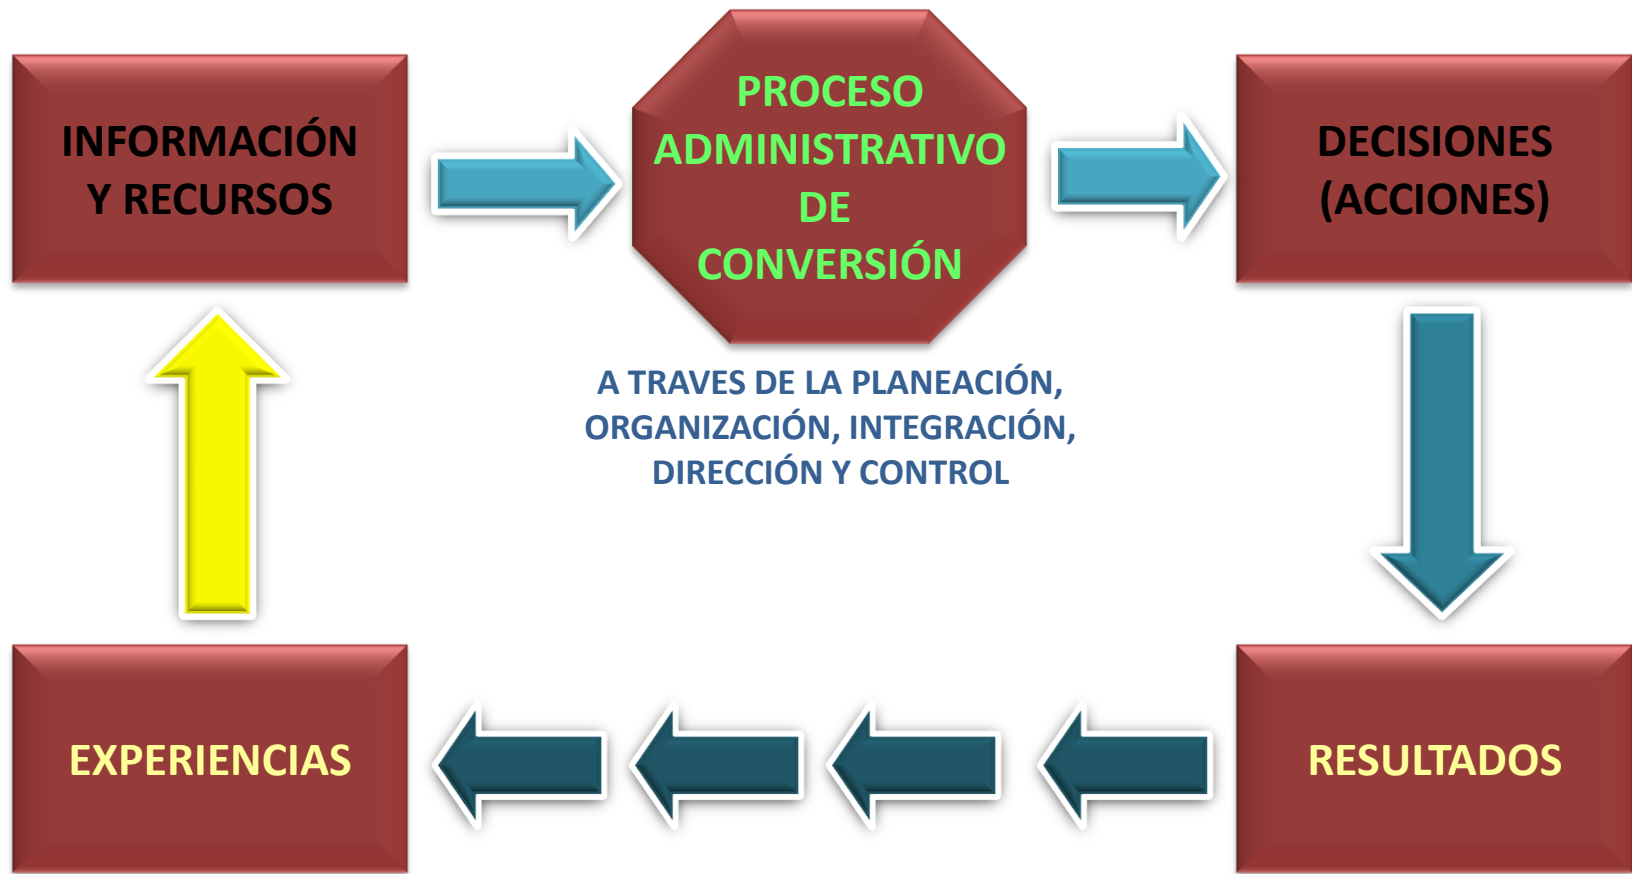 INFORMACIÓN
Y RECURSOS
PROCESO
ADMINISTRATIVO
DE
CONVERSIÓN
DECISIONES
(ACCIONES)
A TRAVES DE LA PLANEACIÓN,
ORGANIZACIÓN, INTEGRACIÓN,
DIRECCIÓN Y CONTROL
EXPERIENCIAS
RESULTADOS